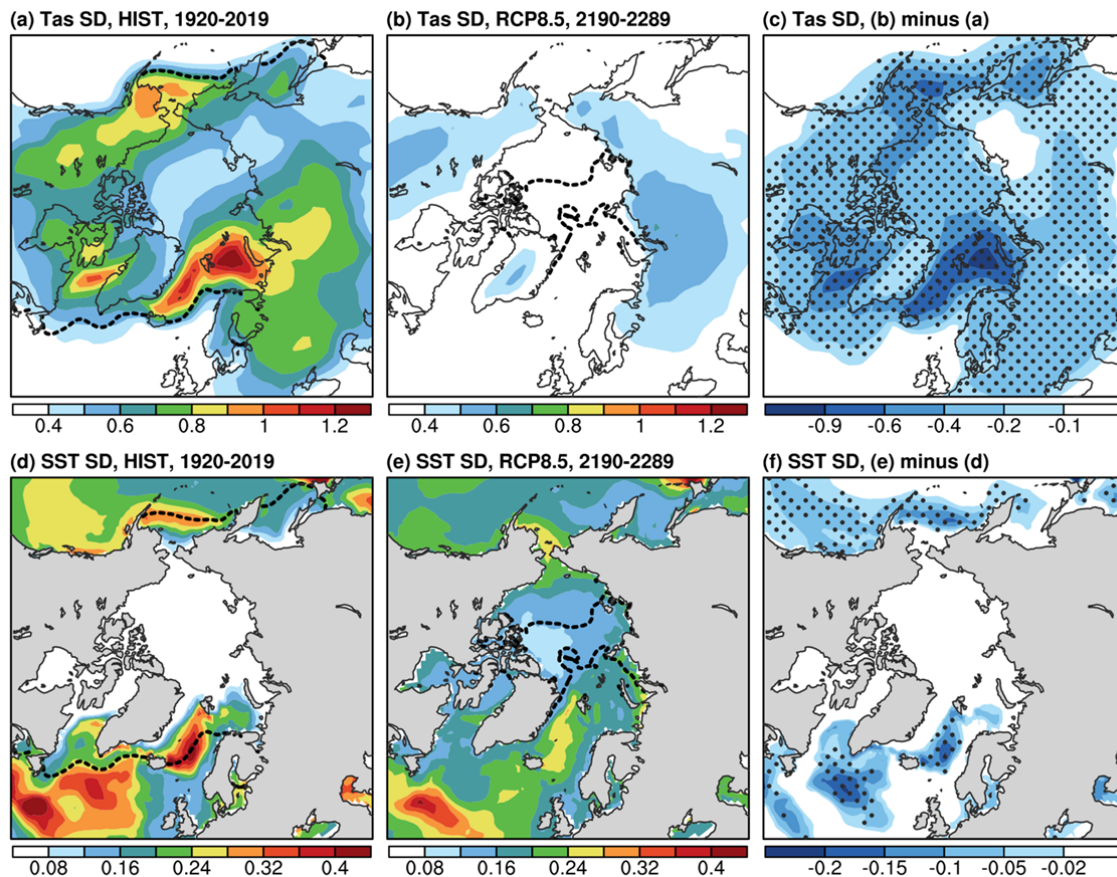 (a) Tas SD, HIST, 1920-2019
(b) Tas SD, RCP8.5, 2190-2289
(c) Tas SD, (b) minus (a)
0.4 0.6 0.8 1 1.2
0.4 0.6 0.8 1 1.2
-0.9 -0.4 -0.2 -0.1
(d) SST SD, HIST, 1920-2019
(e) SST SD, RCP8.5, 2190-2289
(f) SST SD, (e) minus (d)
0.08 0.16 0.24 0.32 0.4
0.08 0.16 0.24 0.32 0.4
-0.2 -0.15 -0.1 -0.05 -0.02